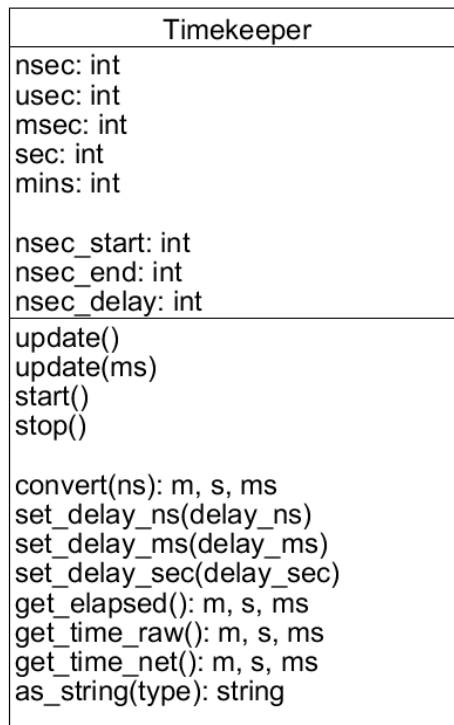 Timekeeper
nsec: int
usec: int
msec: int
sec: int
mins: int
nsec_start: int
nsec_end: int
nsec_delay: int
update()
update(ms)
start()
stop()
convert(ns): m, s, ms
set_delay_ns(delay_ns)
set_delay_ms(delay_ms)
set_delay_sec(delay_sec)
get_elapsed(): m, s, ms
get_time_raw(): m, s, ms
get_time_net(): m, s, ms
as_string(type): string